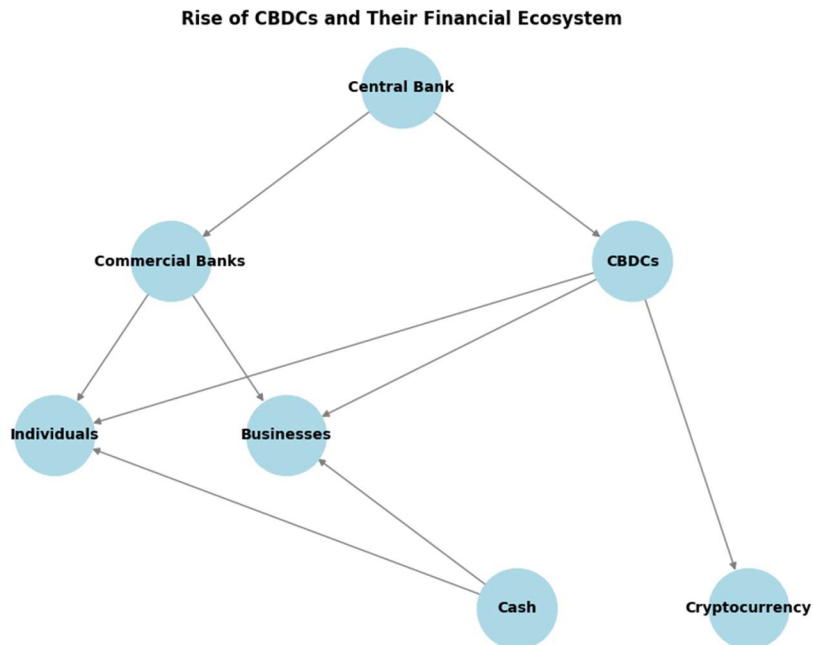 Rise of CBDCs and Their Financial Ecosystem
Central Bank
Commercial Banks
CBDCs
Individuals
Businesses
Cash
Cryptocurrency